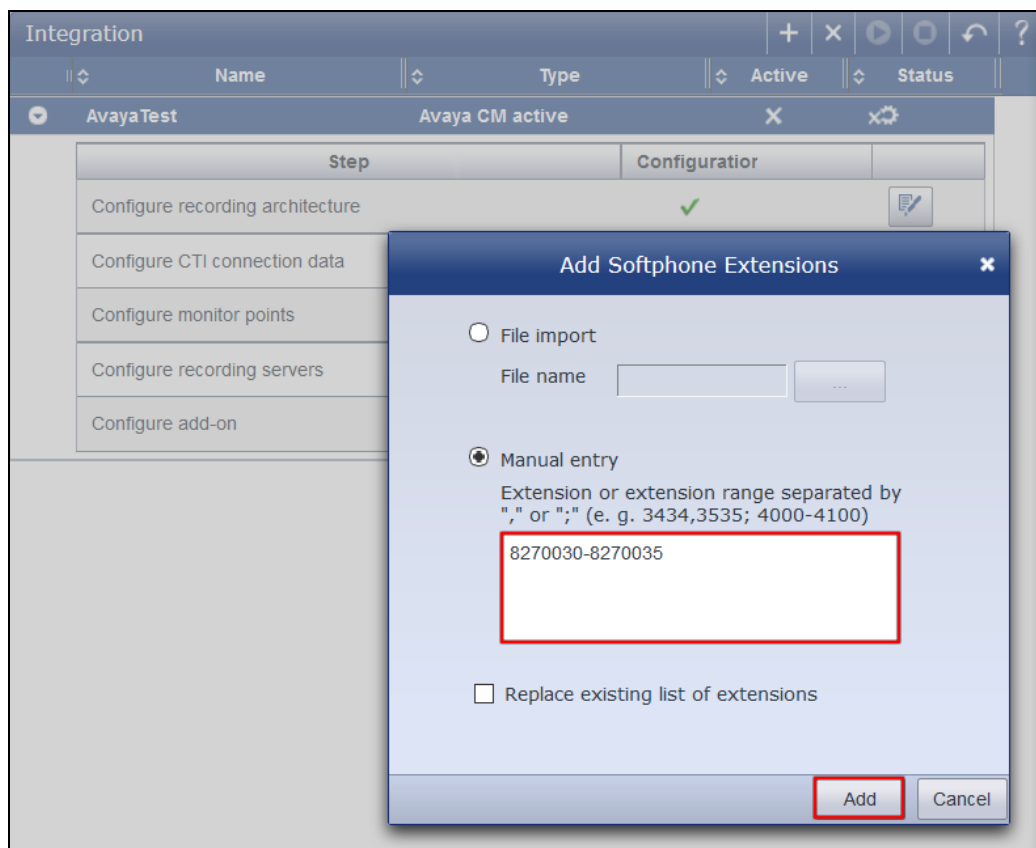 Integration
Name Type Active Status
AvayaTest Avaya CM active
Step Configuration
Configure recording architecture
Configure CTI connection data
Configure monitor points
Configure recording servers
Configure add-on
Add Softphone Extensions
File import
File name ...
Manual entry
Extension or extension range separated by
"," or ";" (e. g. 3434,3535; 4000-4100)
8270030-8270035
Replace existing list of extensions
Add Cancel